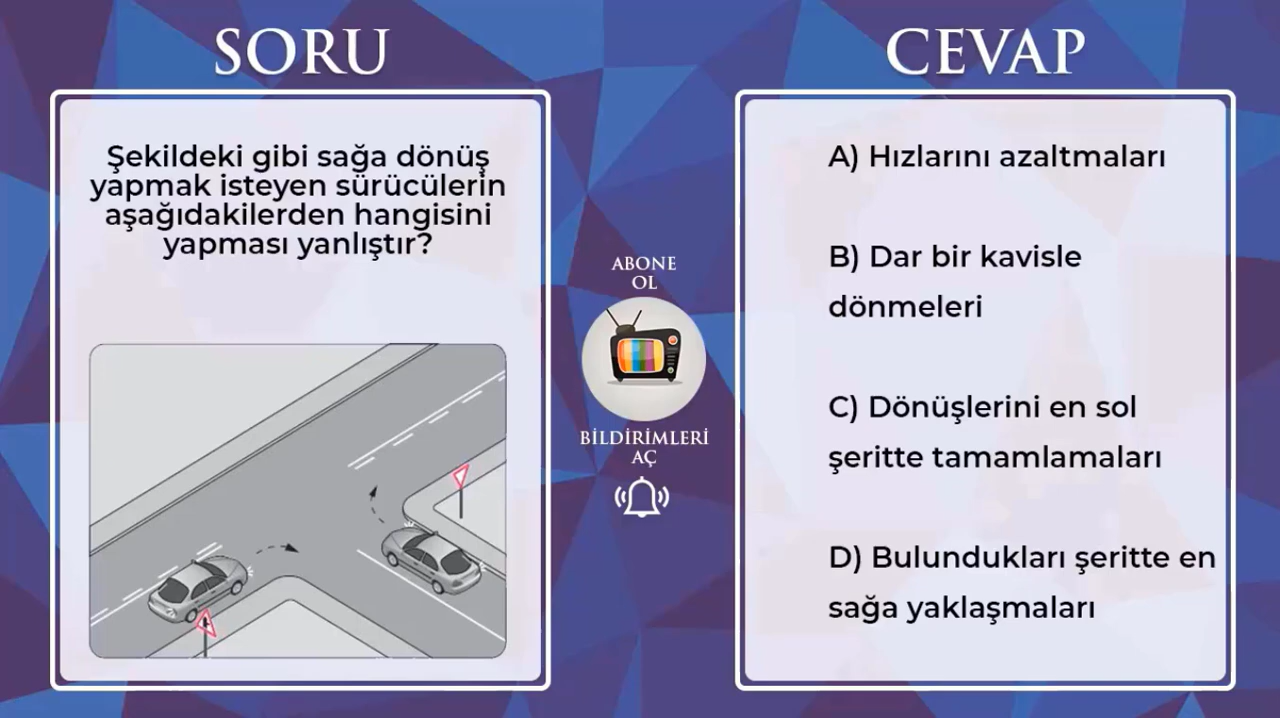 SORU
Şekildeki gibi sağa dönüş
yapmak isteyen sürücülerin
aşağıdakilerden hangisini
yapması yanlıştır?
ABONE
OL
BİLDİRİMLERİ
AÇ
CEVAP
A) Hızlarını azaltmaları
B) Dar bir kavisle
dönmeleri
C) Dönüşlerini en sol
şeritte tamamlamaları
D) Bulundukları şeritte en
sağa yaklaşmaları